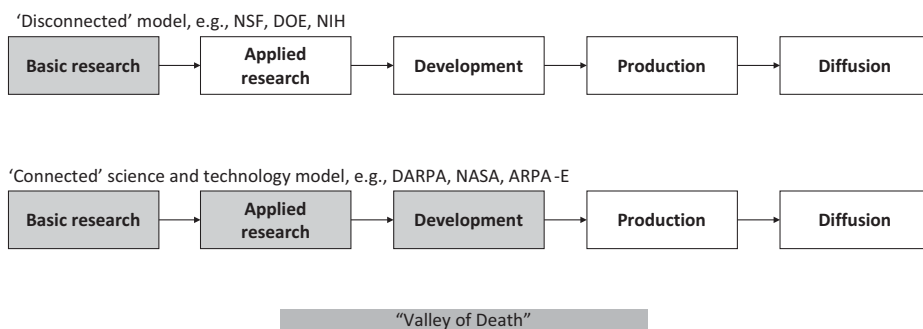 ‘Disconnected’ model, e.g., NSF, DOE, NIH
Basic research
Applied
research
Development
Production
Diffusion
‘Connected’ science and technology model, e.g., DARPA, NASA, ARPA-E
Basic research
Applied
research
Development
Production
Diffusion
“Valley of Death”